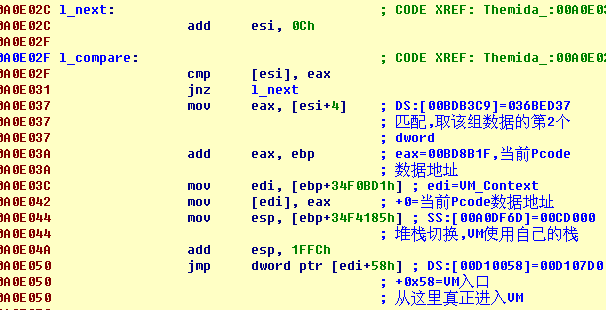 0A0E02C l_next: ; CODE XREF: Themida_:00A0E03
0A0E02C add esi, 0Ch
0A0E02F
0A0E02F l_compare: ; CODE XREF: Themida_:00A0E02
0A0E02F cmp [esi], eax
0A0E031 jnz l_next
0A0E037 mov eax, [esi+4] ; DS:[00BDB3C9]=036BED37
0A0E037 ; 匹配,取该组数据的第2个
0A0E037 ; dword
0A0E03A add eax, ebp ; eax=00BD8B1F,当前Pcode
0A0E03A ; 数据地址
0A0E03C mov edi, [ebp+34F0BD1h] ; edi=VM_Context
0A0E042 mov [edi], eax ; +0=当前Pcode数据地址
0A0E044 mov esp, [ebp+34F4185h] ; SS:[00A0DF6D]=00CD000
0A0E044 ; 堆栈切换,VM使用自己的栈
0A0E04A add esp, 1FFCh
0A0E050 jmp dword ptr [edi+58h] ; DS:[00D10058]=00D107D0
0A0E050 ; +0x58=VM入口
0A0E050 ; 从这里真正进入VM